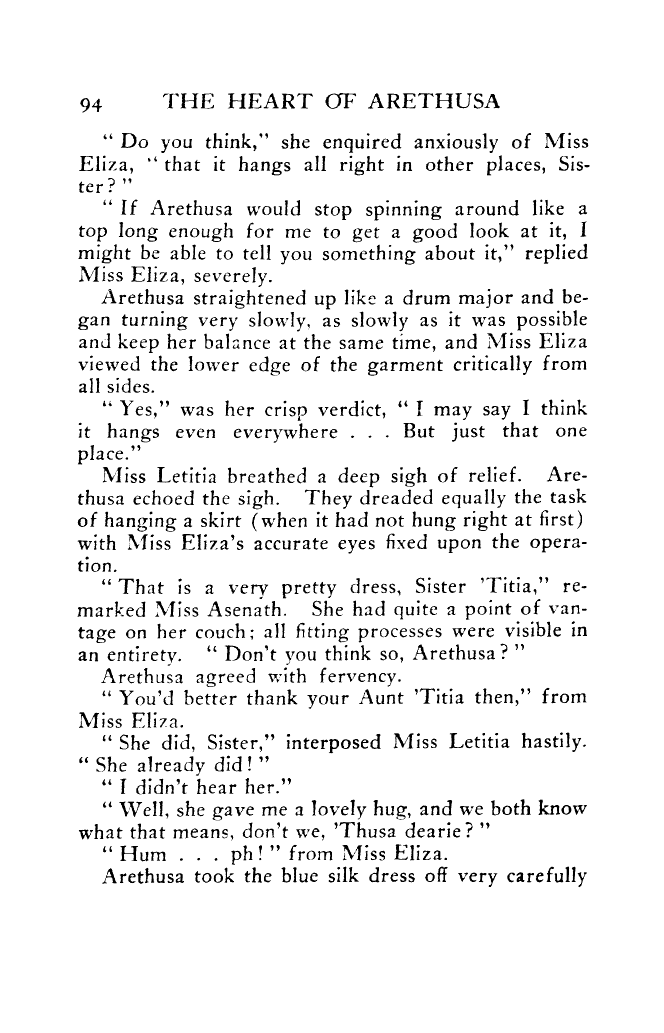 94 THE HEART OF ARETHUSA
" Do you think," she enquired anxiously of Miss
Eliza, " that it hangs all right in other places, Sis-
ter? "
" If Arethusa would stop spinning around like a
top long enough for me to get a good look at it, I
might be able to tell you something about it," replied
Miss Eliza, severely.
Arethusa straightened up like a drum major and be-
gan turning very slowly, as slowly as it was possible
and keep her balance at the same time, and Miss Eliza
viewed the lower edge of the garment critically from
all sides.
" Yes," was her crisp verdict, " I may say I think
it hangs even everywhere . . . But just that one
place."
Miss Letitia breathed a deep sigh of relief. Are-
thusa echoed the sigh. They dreaded equally the task
of hanging a skirt (when it had not hung right at first)
with Miss Eliza's accurate eyes fixed upon the opera-
tion.
" That is a very pretty dress, Sister 'Titia," re-
marked Miss Asenath. She had quite a point of van-
tage on her couch; all fitting processes were visible in
an entirety. " Don't you think so, Arethusa? "
Arethusa agreed with fervency.
" You'd better thank your Aunt 'Titia then," from
Miss Eliza.
" She did, Sister," interposed Miss Letitia hastily.
" She already did! "
" I didn't hear her."
" Well, she gave me a lovely hug, and we both know
what that means, don't we, 'Thusa dearie? "
" Hum . . . ph! " from Miss Eliza.
Arethusa took the blue silk dress off very carefully